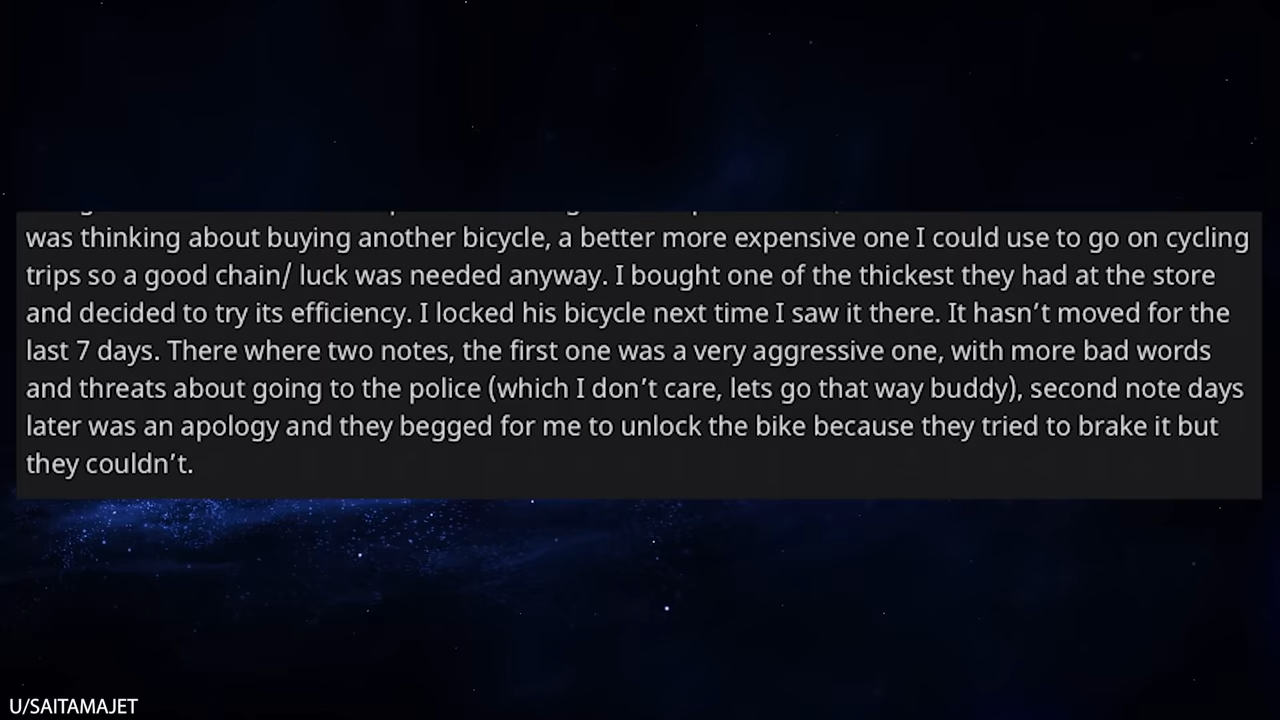 was thinking about buying another bicycle, a better more expensive one I could use to go on cycling
trips so a good chain/ luck was needed anyway. I bought one of the thickest they had at the store
and decided to try its efficiency. I locked his bicycle next time I saw it there. It hasn’t moved for the
last 7 days. There where two notes, the first one was a very aggressive one, with more bad words
and threats about going to the police (which I don’t care, lets go that way buddy), second note days
later was an apology and they begged for me to unlock the bike because they tried to brake it but
they couldn’t.
U/SAITAMAJET